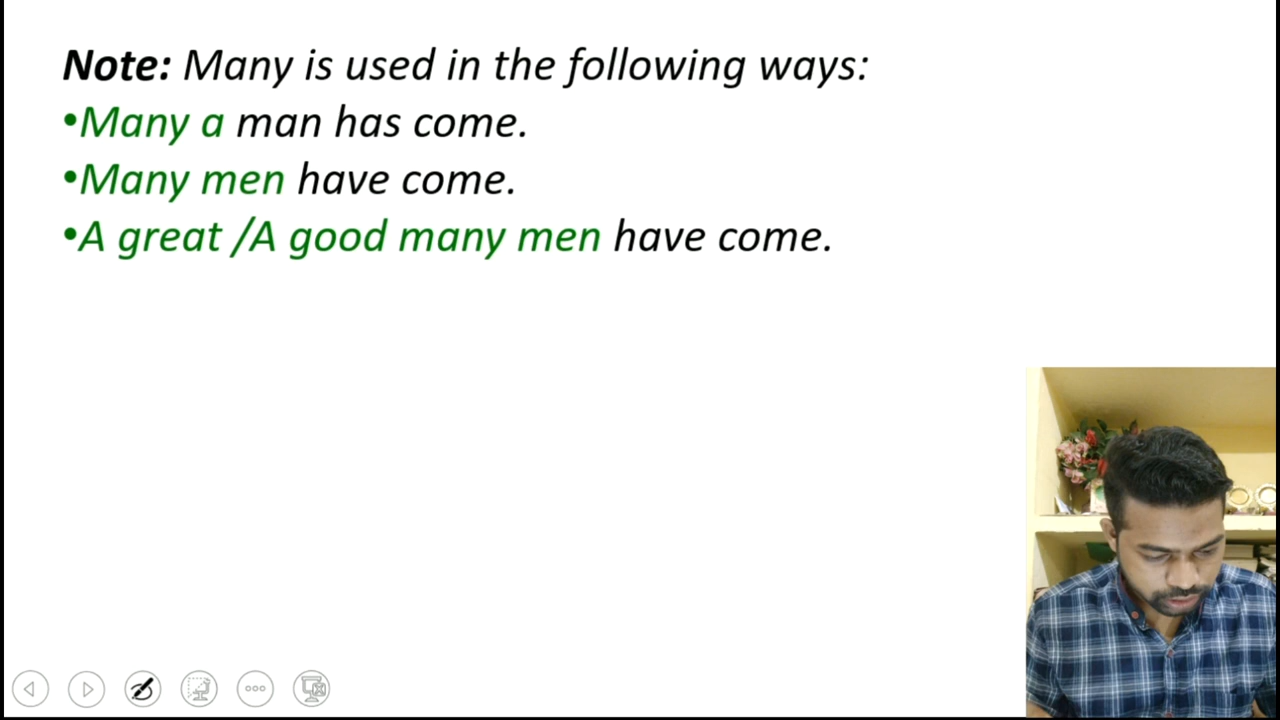 Note: Many is used in the following ways:
•Many a man has come.
•Many men have come.
•A great /A good many men have come.